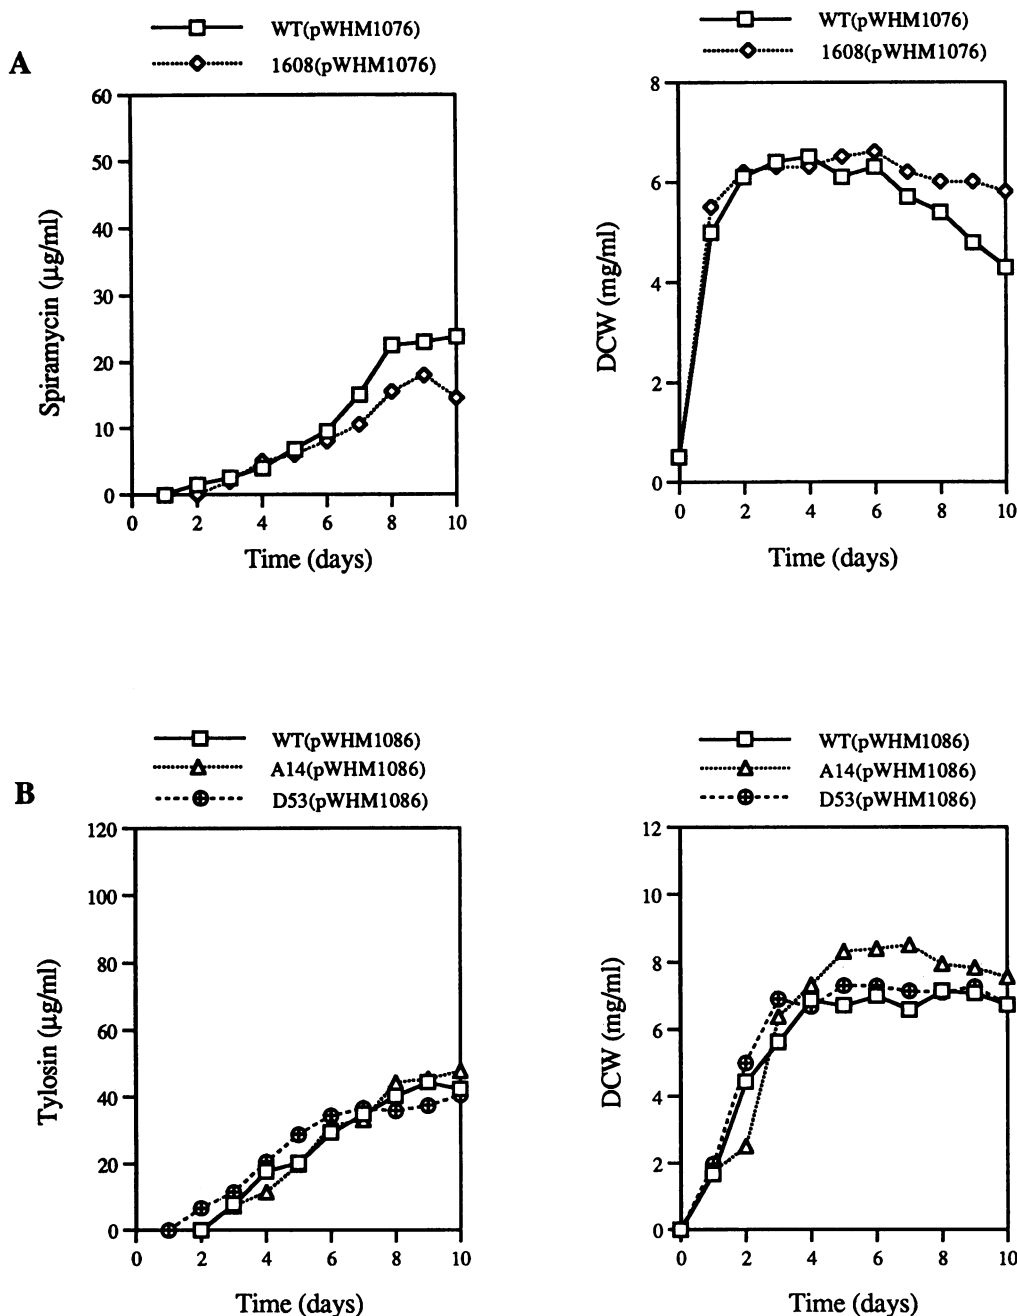 A
WT(pWHM1076)
1608(pWHM1076)
60
50
40
30
20
10
0
Spiramycin (μg/ml)
0 2 4 6 8 10
Time (days)
WT(pWHM1076)
1608(pWHM1076)
8
6
4
2
0
DCW (mg/ml)
0 2 4 6 8 10
Time (days)
B
WT(pWHM1086)
A14(pWHM1086)
D53(pWHM1086)
120
100
80
60
40
20
0
Tylosin (μg/ml)
0 2 4 6 8 10
Time (days)
WT(pWHM1086)
A14(pWHM1086)
D53(pWHM1086)
12
10
8
6
4
2
0
DCW (mg/ml)
0 2 4 6 8 10
Time (days)